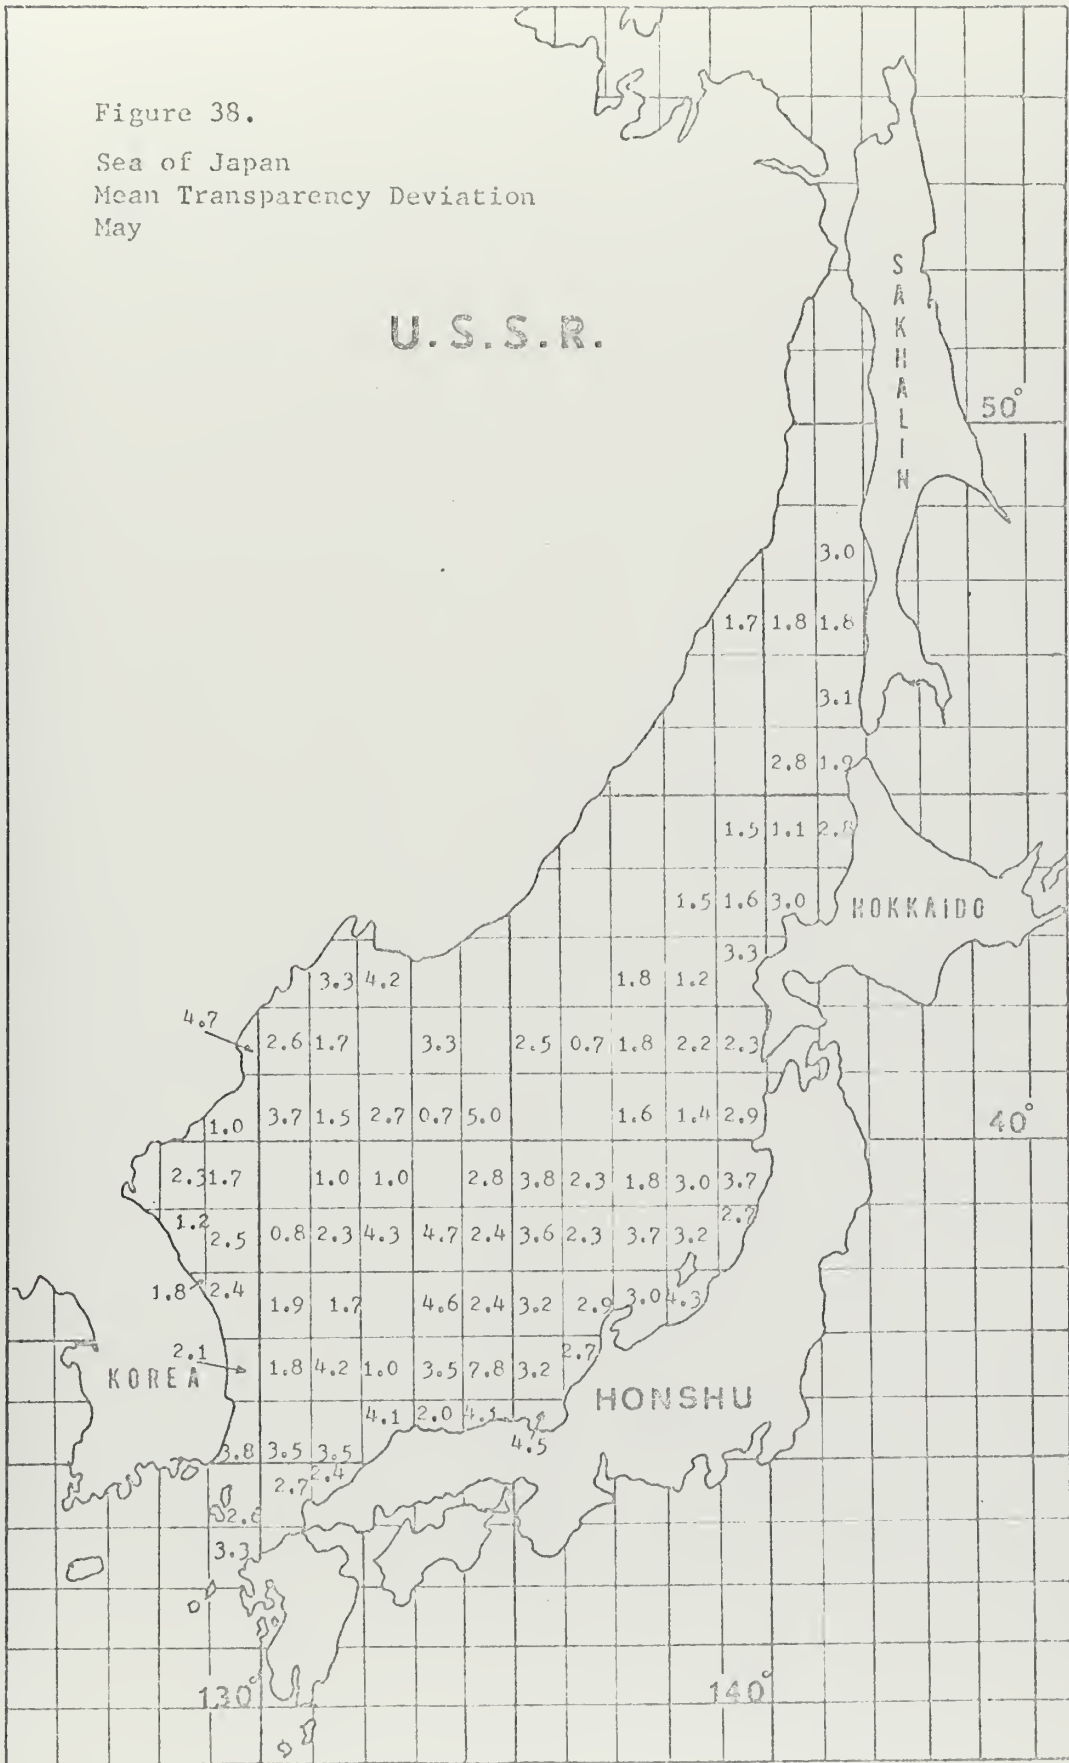 Figure 38.
Sea of Japan
Mean Transparency Deviation
May
U.S.S.R.
SAKHALIN
50°
3.0
1.7 1.8 1.8
3.1
2.8 1.9
1.5 1.1 2.8
1.5 1.6 3.0
HOKKAIDO
3.3
3.3 4.2 1.8 1.2
4.7
2.6 1.7 3.3 2.5 0.7 1.8 2.2 2.3
1.0 3.7 1.5 2.7 0.7 5.0 1.6 1.4 2.9
40°
2.3 1.7 1.0 1.0 2.8 3.8 2.3 1.8 3.0 3.7
2.7
1.2 2.5 0.8 2.3 4.3 4.7 2.4 3.6 2.3 3.7 3.2
1.8 2.4 1.9 1.7 4.6 2.4 3.2 2.9 3.0 4.3
2.1 1.8 4.2 1.0 3.5 7.8 3.2 2.7
KOREA
HONSHU
4.1 2.0 4.1
4.5
3.8 3.5 3.5
2.7 2.4
3.3
130°
140°